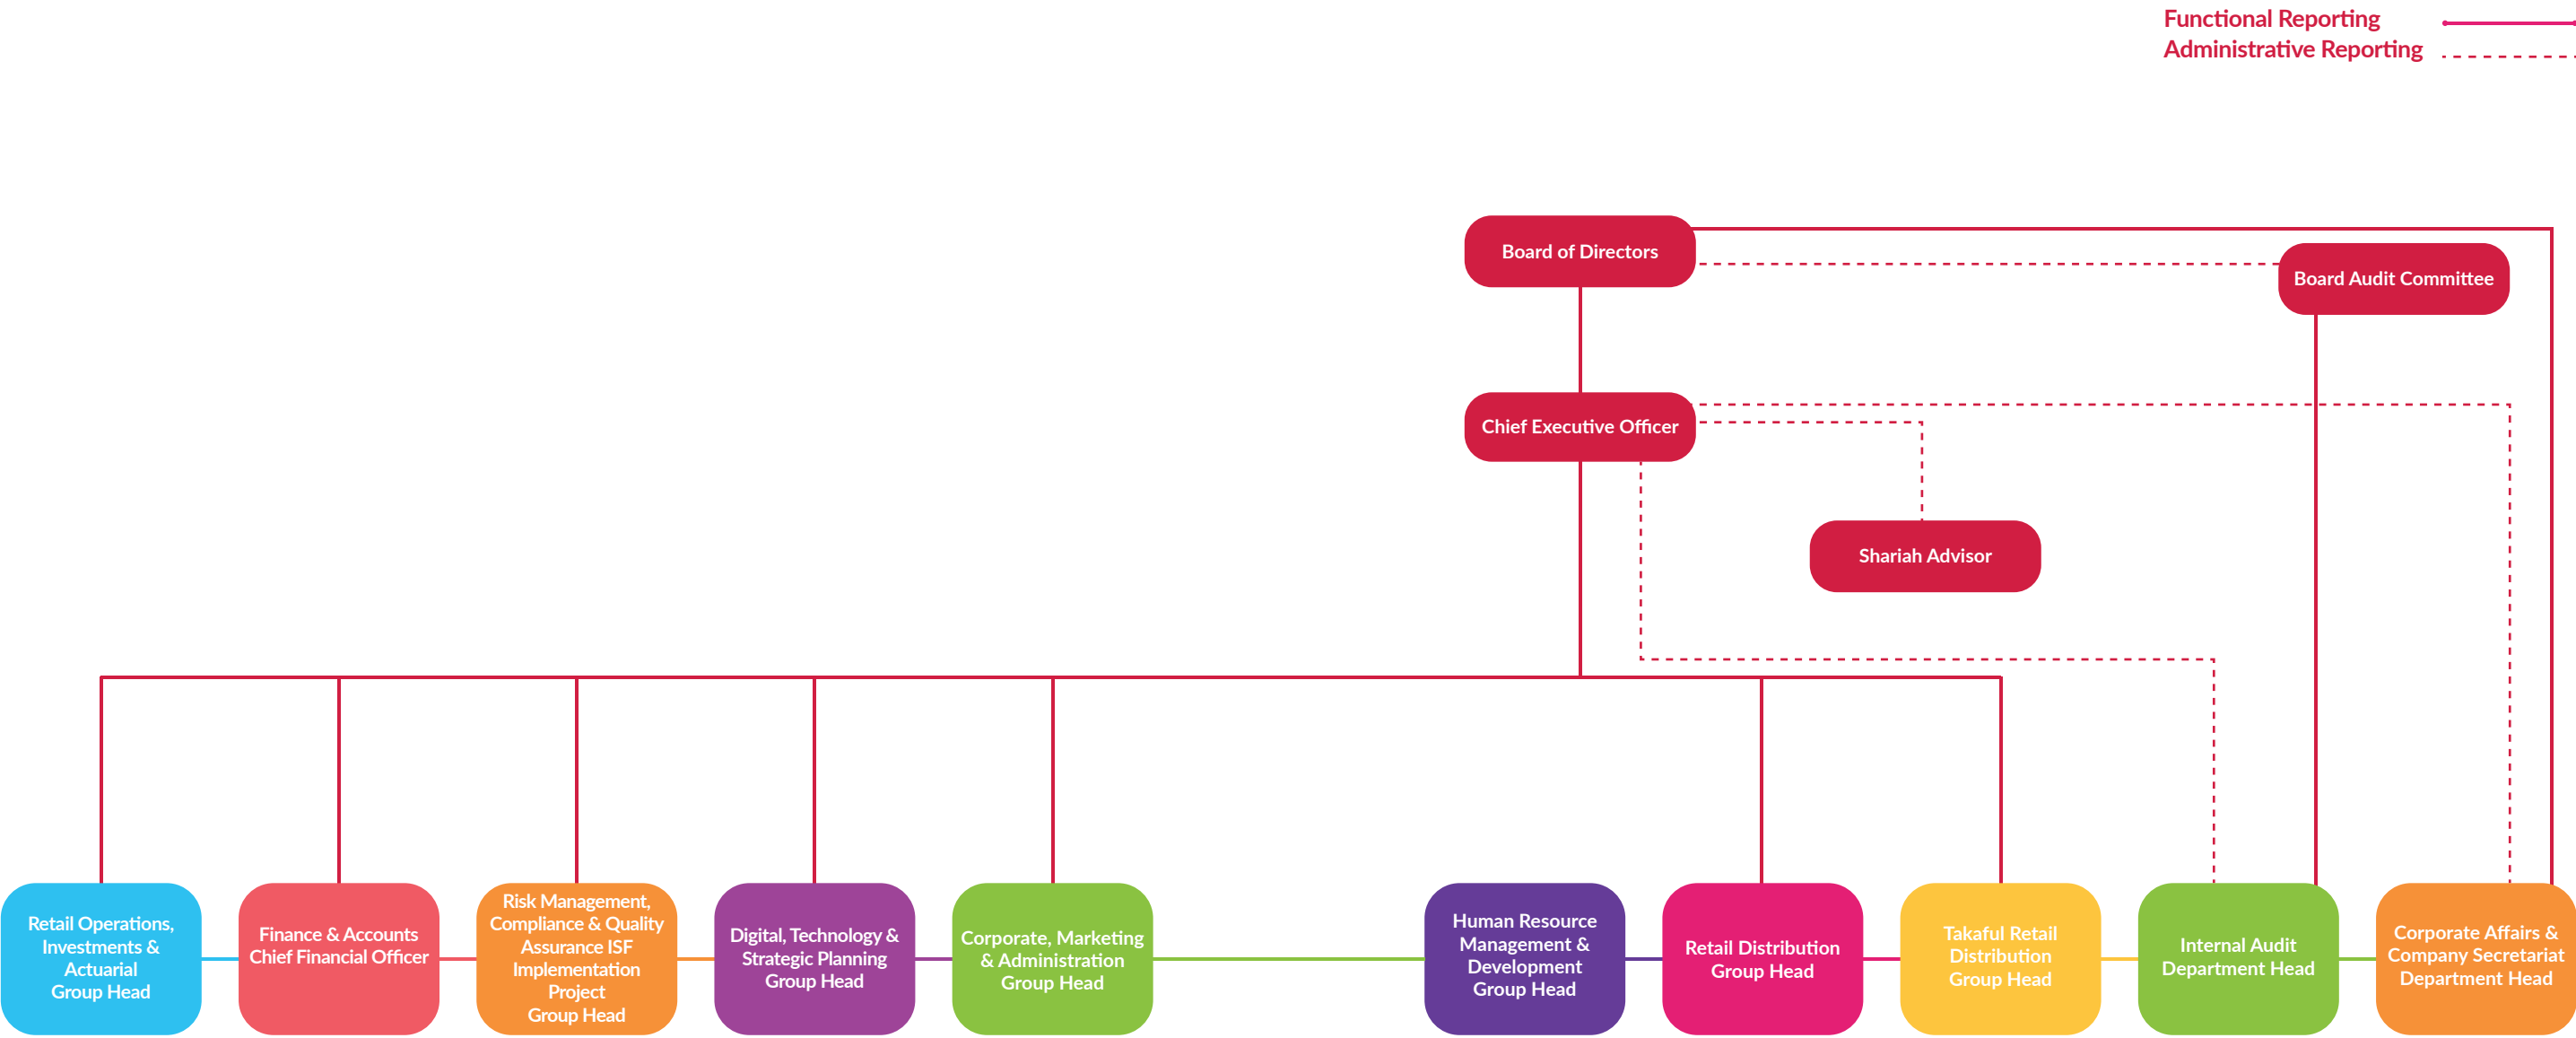 Functional Reporting
Administrative Reporting
Board of Directors
Board Audit Committee
Chief Executive Officer
Shariah Advisor
Retail Operations,
Investments &
Actuarial
Group Head
Finance & Accounts
Chief Financial Officer
Risk Management,
Compliance & Quality
Assurance ISF
Implementation
Project
Group Head
Digital, Technology &
Strategic Planning
Group Head
Corporate, Marketing
& Administration
Group Head
Human Resource
Management &
Development
Group Head
Retail Distribution
Group Head
Takaful Retail
Distribution
Group Head
Internal Audit
Department Head
Corporate Affairs &
Company Secretariat
Department Head